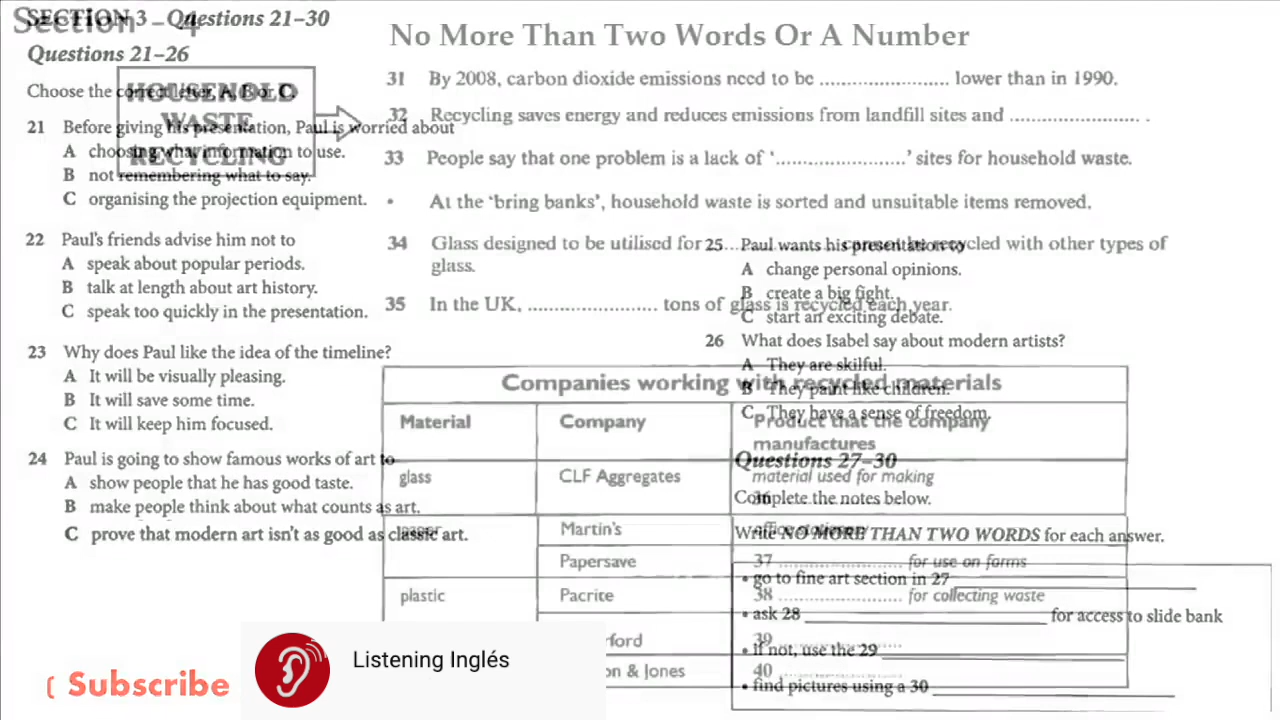 SECTION 3 – Questions 21–30
Section - 4
Questions 21–26
Choose the correct letter, A, B or C.
21 Before giving his presentation, Paul is worried about
A choosing what information to use.
B not remembering what to say.
C organising the projection equipment.
22 Paul's friends advise him not to
A speak about popular periods.
B talk at length about art history.
C speak too quickly in the presentation.
23 Why does Paul like the idea of the timeline?
A It will be visually pleasing.
B It will save some time.
C It will keep him focused.
24 Paul is going to show famous works of art to
A show people that he has good taste.
B make people think about what counts as art.
C prove that modern art isn't as good as classic art.
HOUSEHOLD
WASTE
RECYCLING
No More Than Two Words Or A Number
31 By 2008, carbon dioxide emissions need to be ...................... lower than in 1990.
32 Recycling saves energy and reduces emissions from landfill sites and ...................... .
33 People say that one problem is a lack of '......................' sites for household waste.
• At the 'bring banks', household waste is sorted and unsuitable items removed.
34 Glass designed to be utilised for ...................... recycled with other types of
glass.
35 In the UK, ...................... tons of glass is recycled each year.
25 Paul wants his presentation to
A change personal opinions.
B create a big fight.
C start an exciting debate.
26 What does Isabel say about modern artists?
A They are skilful.
B They paint like children.
C They have a sense of freedom.
Questions 27–30
Complete the notes below.
Write NO MORE THAN TWO WORDS for each answer.
• go to fine art section in 27
• ask 28 for access to slide bank
• if not, use the 29
• find pictures using a 30
Companies working with recycled materials
Material Company Product that the company
manufactures
glass CLF Aggregates material used for making
36
Martin's
Papersave 37 ...................... for use on forms
plastic Pacrite 38 ...................... for collecting waste
39
& Jones 40
( Subscribe
Listening Inglés